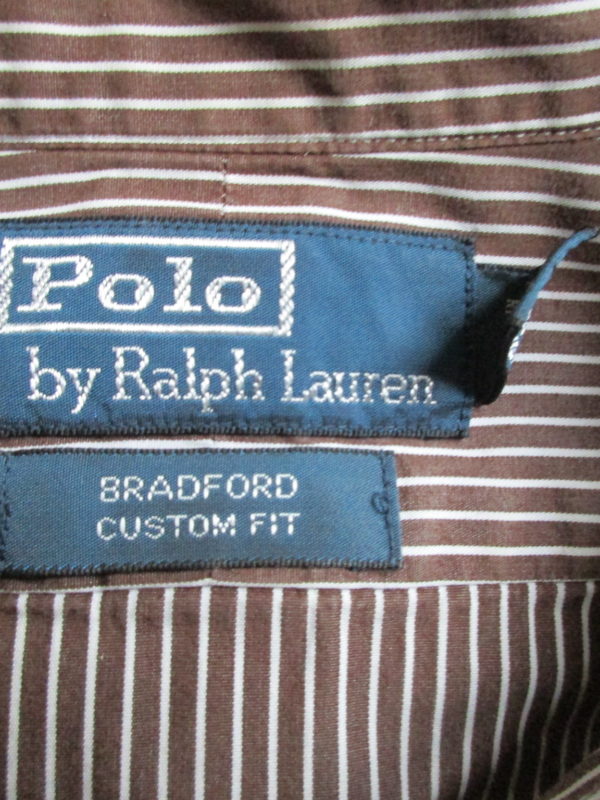 Polo
by Ralph Lauren
BRADFORD
CUSTOM FIT